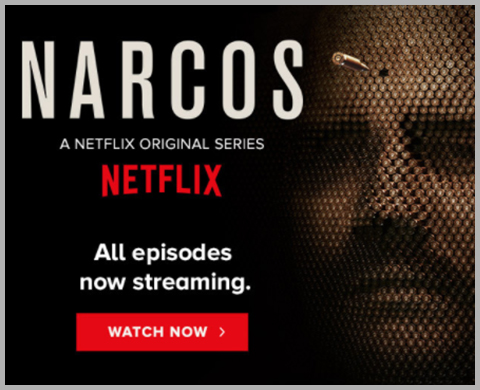 NARCOS
A NETFLIX ORIGINAL SERIES
NETFLIX
All episodes
now streaming.
WATCH NOW >